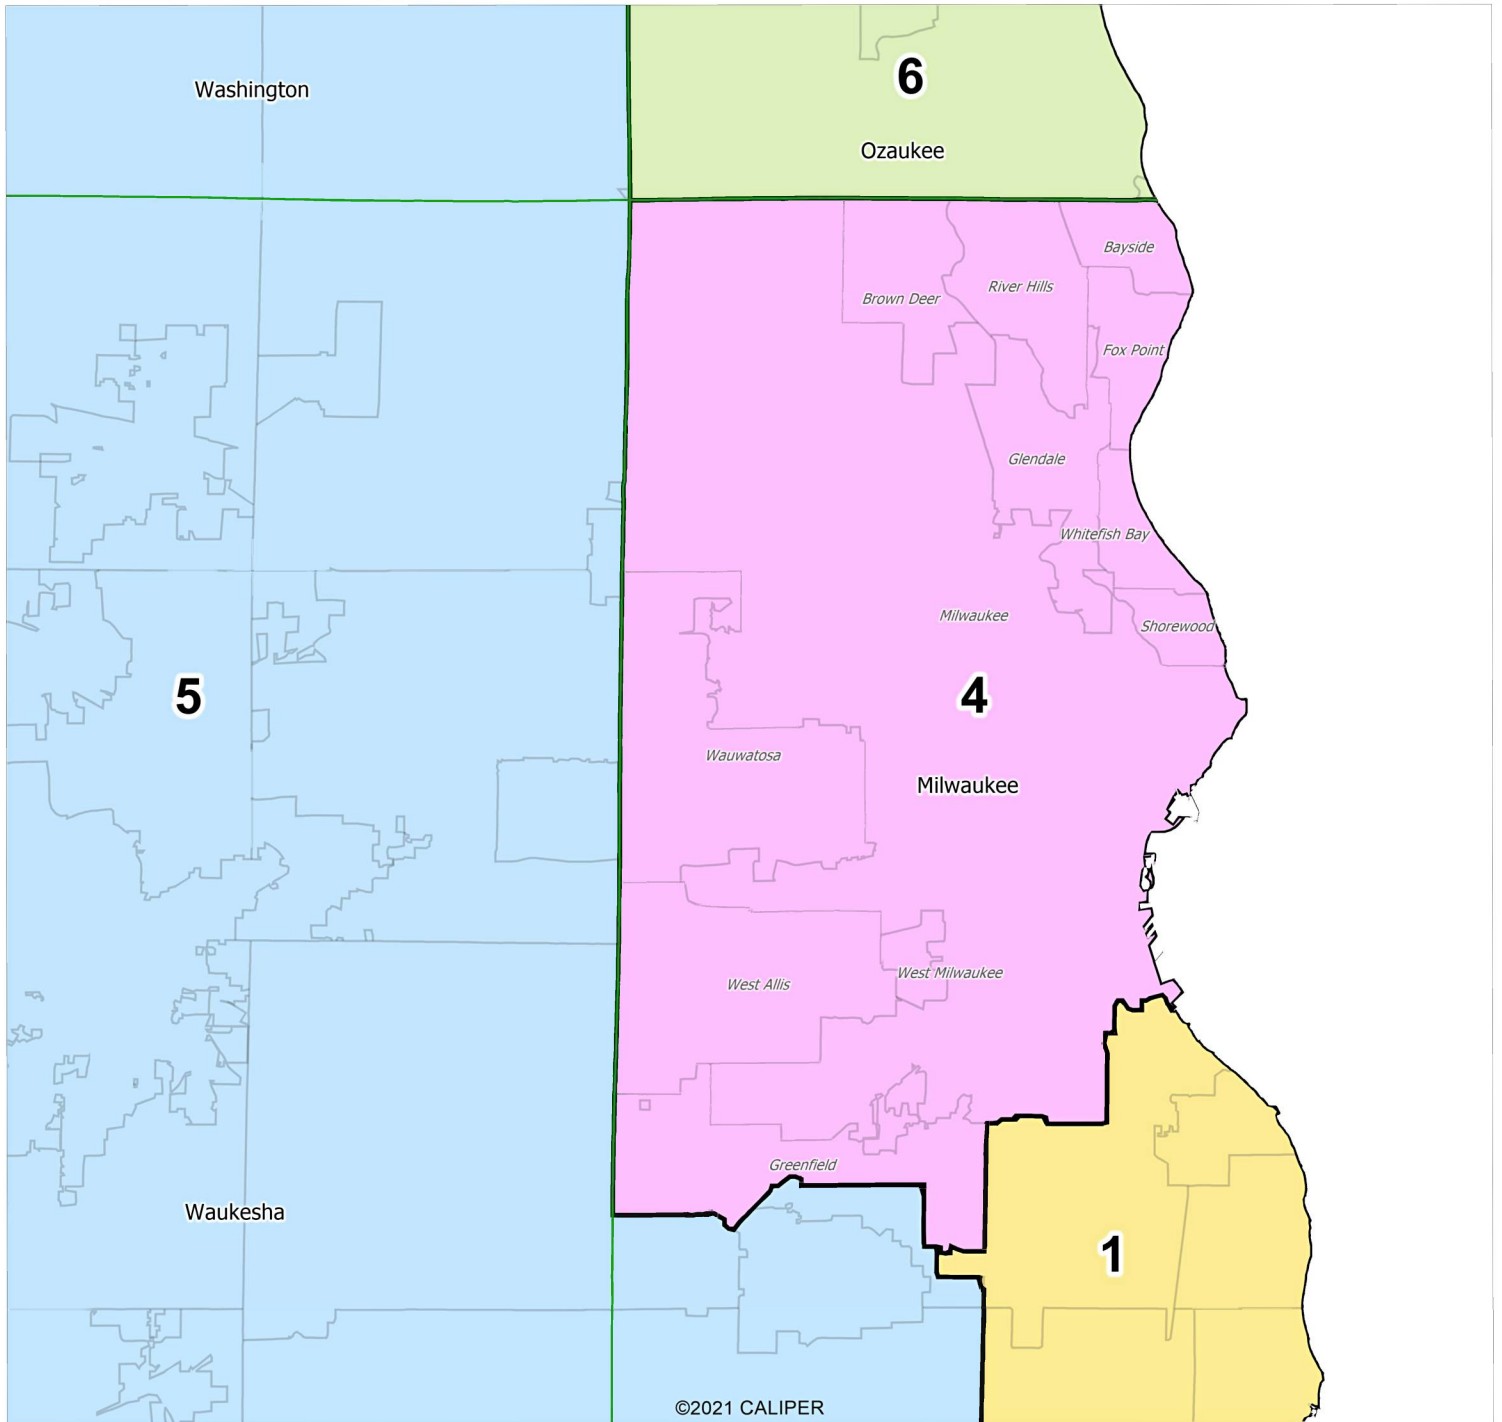 6
Washington
Ozaukee
Bayside
River Hills
Brown Deer
Fox Point
Glendale
Whitefish Bay
Milwaukee
Shorewood
5
4
Wauwatosa
Milwaukee
West Milwaukee
West Allis
Greenfield
Waukesha
1
©2021 CALIPER